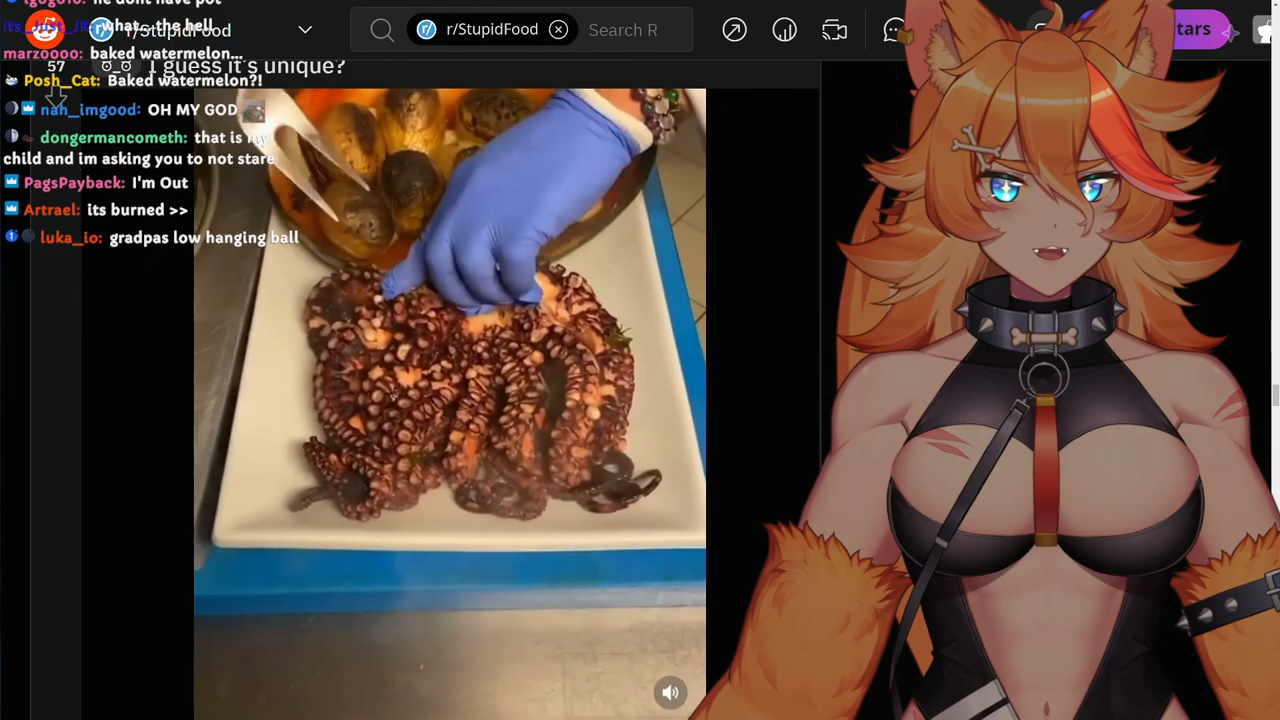 lgogo10: he dont have pot
its_just_jk: what... the hell
r/StupidFood
r/StupidFood
Search R
tars
marzoooo: baked watermelon...
57
I guess it's unique?
Posh_Cat: Baked watermelon?!
nah_imgood: OH MY GOD
dongermancometh: that is my
child and im asking you to not stare
PagsPayback: I'm Out
Artrael: its burned >>
luka_io: gradpas low hanging ball